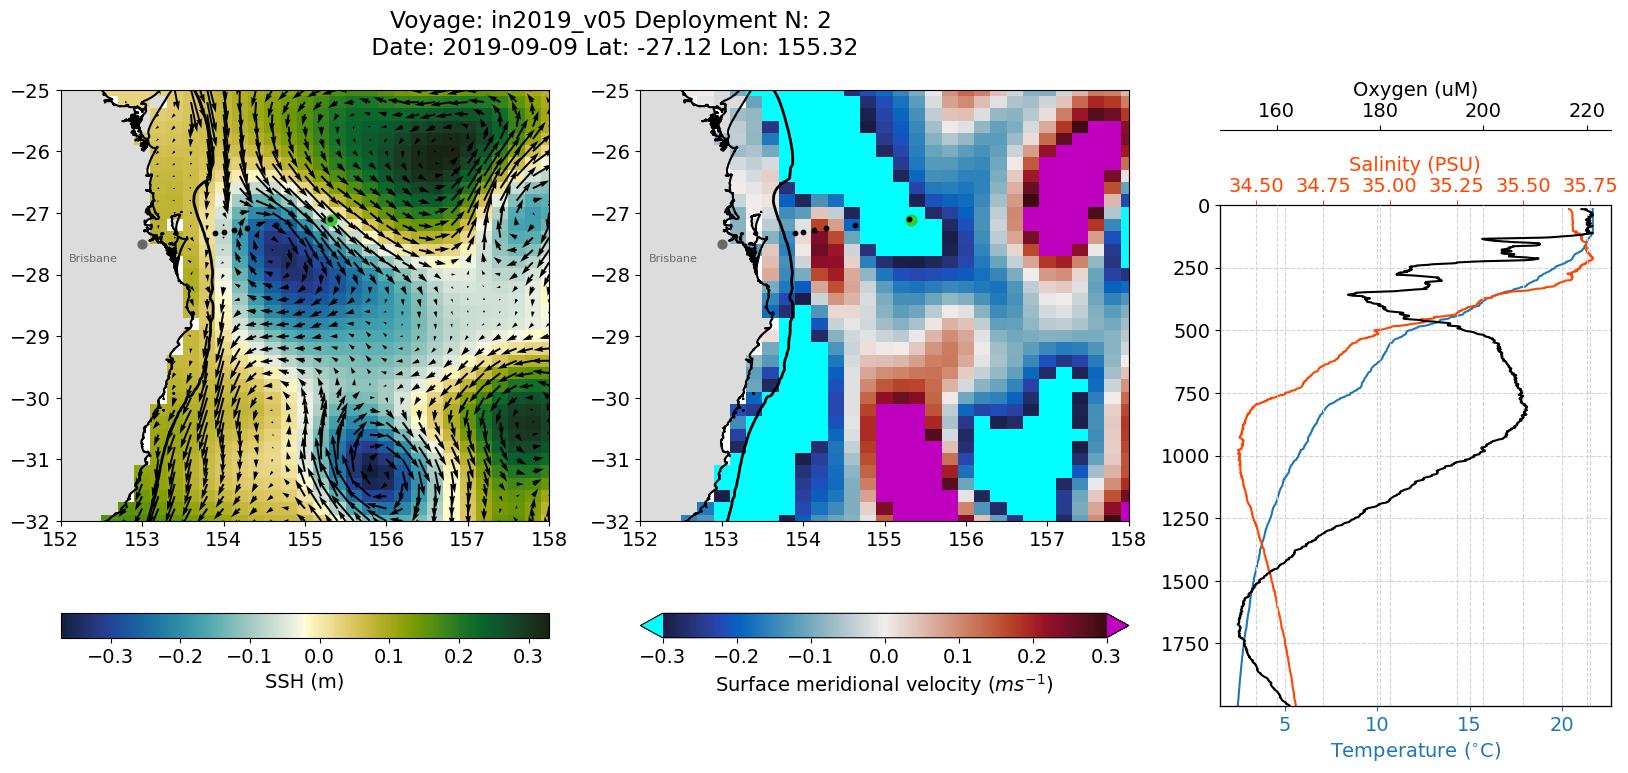 Voyage: in2019_v05 Deployment N: 2
Date: 2019-09-09 Lat: -27.12 Lon: 155.32
−25
−26
−27
−28
−29
−30
−31
−32
152 153 154 155 156 157 158
Brisbane
−0.3 −0.2 −0.1 0.0 0.1 0.2 0.3
SSH (m)
−25
−26
−27
−28
−29
−30
−31
−32
152 153 154 155 156 157 158
Brisbane
−0.3 −0.2 −0.1 0.0 0.1 0.2 0.3
Surface meridional velocity (ms⁻¹)
Oxygen (uM)
160 180 200 220
Salinity (PSU)
34.50 34.75 35.00 35.25 35.50 35.75
0
250
500
750
1000
1250
1500
1750
5 10 15 20
Temperature (°C)